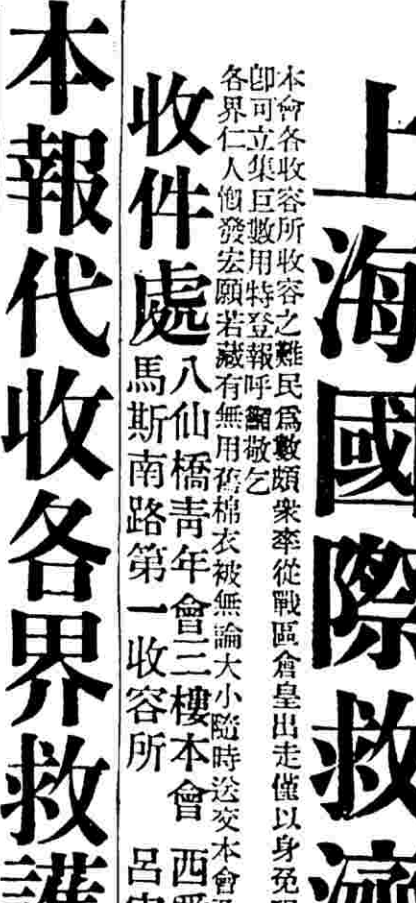 上海國際救濟
本會各收容所收容之難民爲數頗衆率從戰區倉皇出走僅以身免
卽可立集巨數用特登報呼籲敬乞
各界仁人惻發宏願若藏有無用舊棉衣被無論大小隨時送交本會
收件處
八仙橋靑年會三樓本會 西
馬斯南路第一收容所 呂
本報代收各界救護